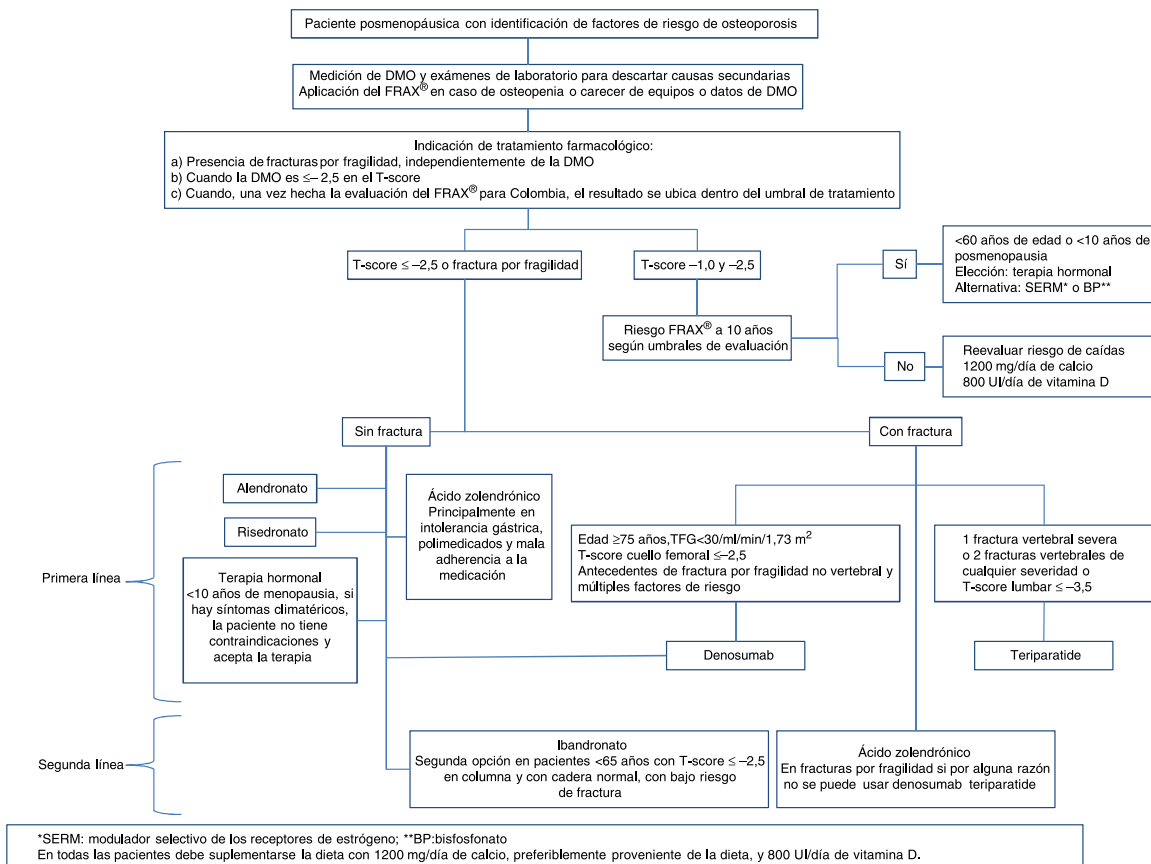 Paciente posmenopáusica con identificación de factores de riesgo de osteoporosis
Medición de DMO y exámenes de laboratorio para descartar causas secundarias
Aplicación del FRAX® en caso de osteopenia o carecer de equipos o datos de DMO
Indicación de tratamiento farmacológico:
a) Presencia de fracturas por fragilidad, independientemente de la DMO
b) Cuando la DMO es ≤–2,5 en el T-score
c) Cuando, una vez hecha la evaluación del FRAX® para Colombia, el resultado se ubica dentro del umbral de tratamiento
T-score ≤ –2,5 o fractura por fragilidad
T-score –1,0 y –2,5
Riesgo FRAX® a 10 años
según umbrales de evaluación
Sí
<60 años de edad o <10 años de
posmenopausia
Elección: terapia hormonal
Alternativa: SERM* o BP**
No
Reevaluar riesgo de caídas
1200 mg/día de calcio
800 UI/día de vitamina D
Sin fractura
Con fractura
Primera línea
Alendronato
Risedronato
Terapia hormonal
<10 años de menopausia, si
hay síntomas climatéricos,
la paciente no tiene
contraindicaciones y
acepta la terapia
Ácido zolendrónico
Principalmente en
intolerancia gástrica,
polimedicados y mala
adherencia a la
medicación
Edad ≥75 años,TFG<30/ml/min/1,73 m²
T-score cuello femoral ≤–2,5
Antecedentes de fractura por fragilidad no vertebral y
múltiples factores de riesgo
Denosumab
1 fractura vertebral severa
o 2 fracturas vertebrales de
cualquier severidad o
T-score lumbar ≤ –3,5
Teriparatide
Segunda línea
Ibandronato
Segunda opción en pacientes <65 años con T-score ≤ –2,5
en columna y con cadera normal, con bajo riesgo
de fractura
Ácido zolendrónico
En fracturas por fragilidad si por alguna razón
no se puede usar denosumab teriparatide
*SERM: modulador selectivo de los receptores de estrógeno; **BP:bisfosfonato
En todas las pacientes debe suplementarse la dieta con 1200 mg/día de calcio, preferiblemente proveniente de la dieta, y 800 UI/día de vitamina D.